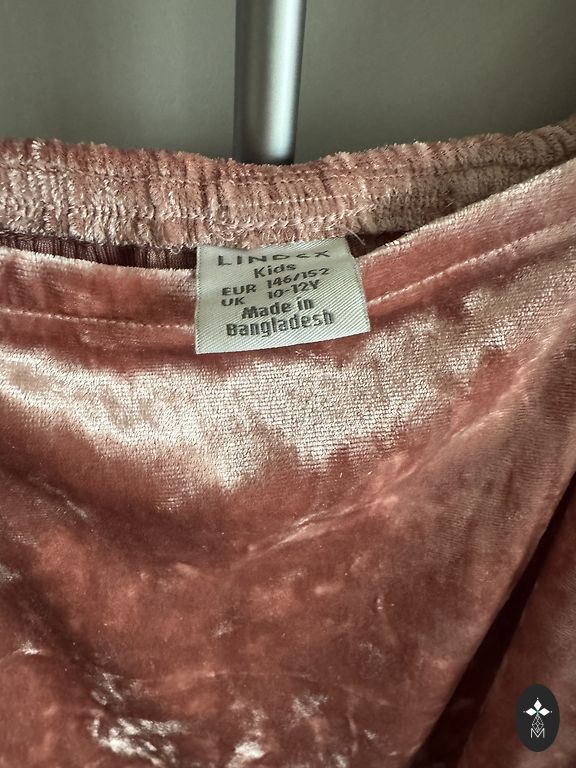 LINDEX
Kids
EUR 146/152
UK 10-12Y
Made in
Bangladesh
M